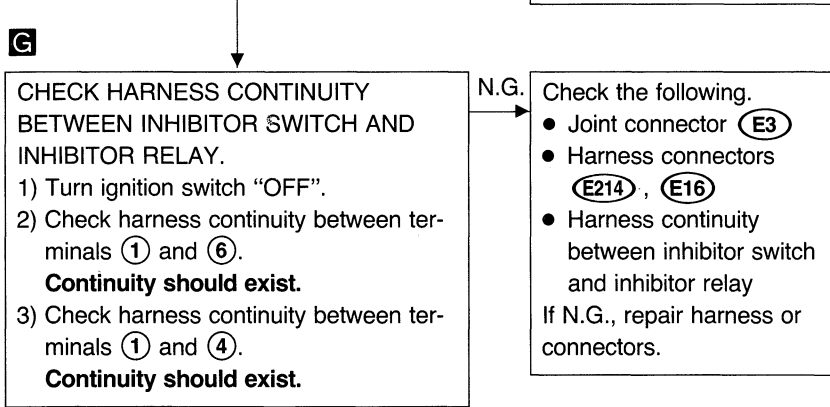 G
CHECK HARNESS CONTINUITY
BETWEEN INHIBITOR SWITCH AND
INHIBITOR RELAY.
1) Turn ignition switch “OFF”.
2) Check harness continuity between ter-
minals ① and ⑥.
Continuity should exist.
3) Check harness continuity between ter-
minals ① and ④.
Continuity should exist.
N.G.
Check the following.
● Joint connector E3
● Harness connectors
E214 , E16
● Harness continuity
between inhibitor switch
and inhibitor relay
If N.G., repair harness or
connectors.